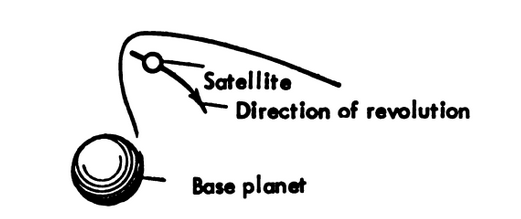 Satellite
Direction of revolution
Base planet